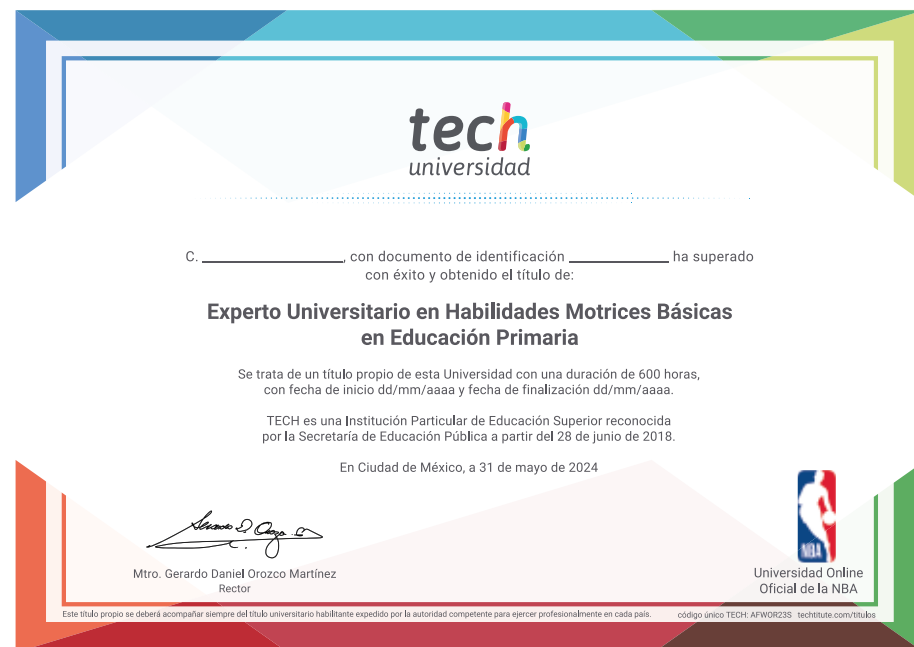 tech
universidad
C. ____________, con documento de identificación ____________ ha superado
con éxito y obtenido el título de:
Experto Universitario en Habilidades Motrices Básicas
en Educación Primaria
Se trata de un título propio de esta Universidad con una duración de 600 horas,
con fecha de inicio dd/mm/aaaa y fecha de finalización dd/mm/aaaa.
TECH es una Institución Particular de Educación Superior reconocida
por la Secretaría de Educación Pública a partir del 28 de junio de 2018.
En Ciudad de México, a 31 de mayo de 2024
NBA
Mtro. Gerardo Daniel Orozco Martínez
Rector
Universidad Online
Oficial de la NBA
Este título propio se deberá acompañar siempre del título universitario habilitante expedido por la autoridad competente para ejercer profesionalmente en cada país.
código único TECH: AFWOR23S techtitute.com/titulos